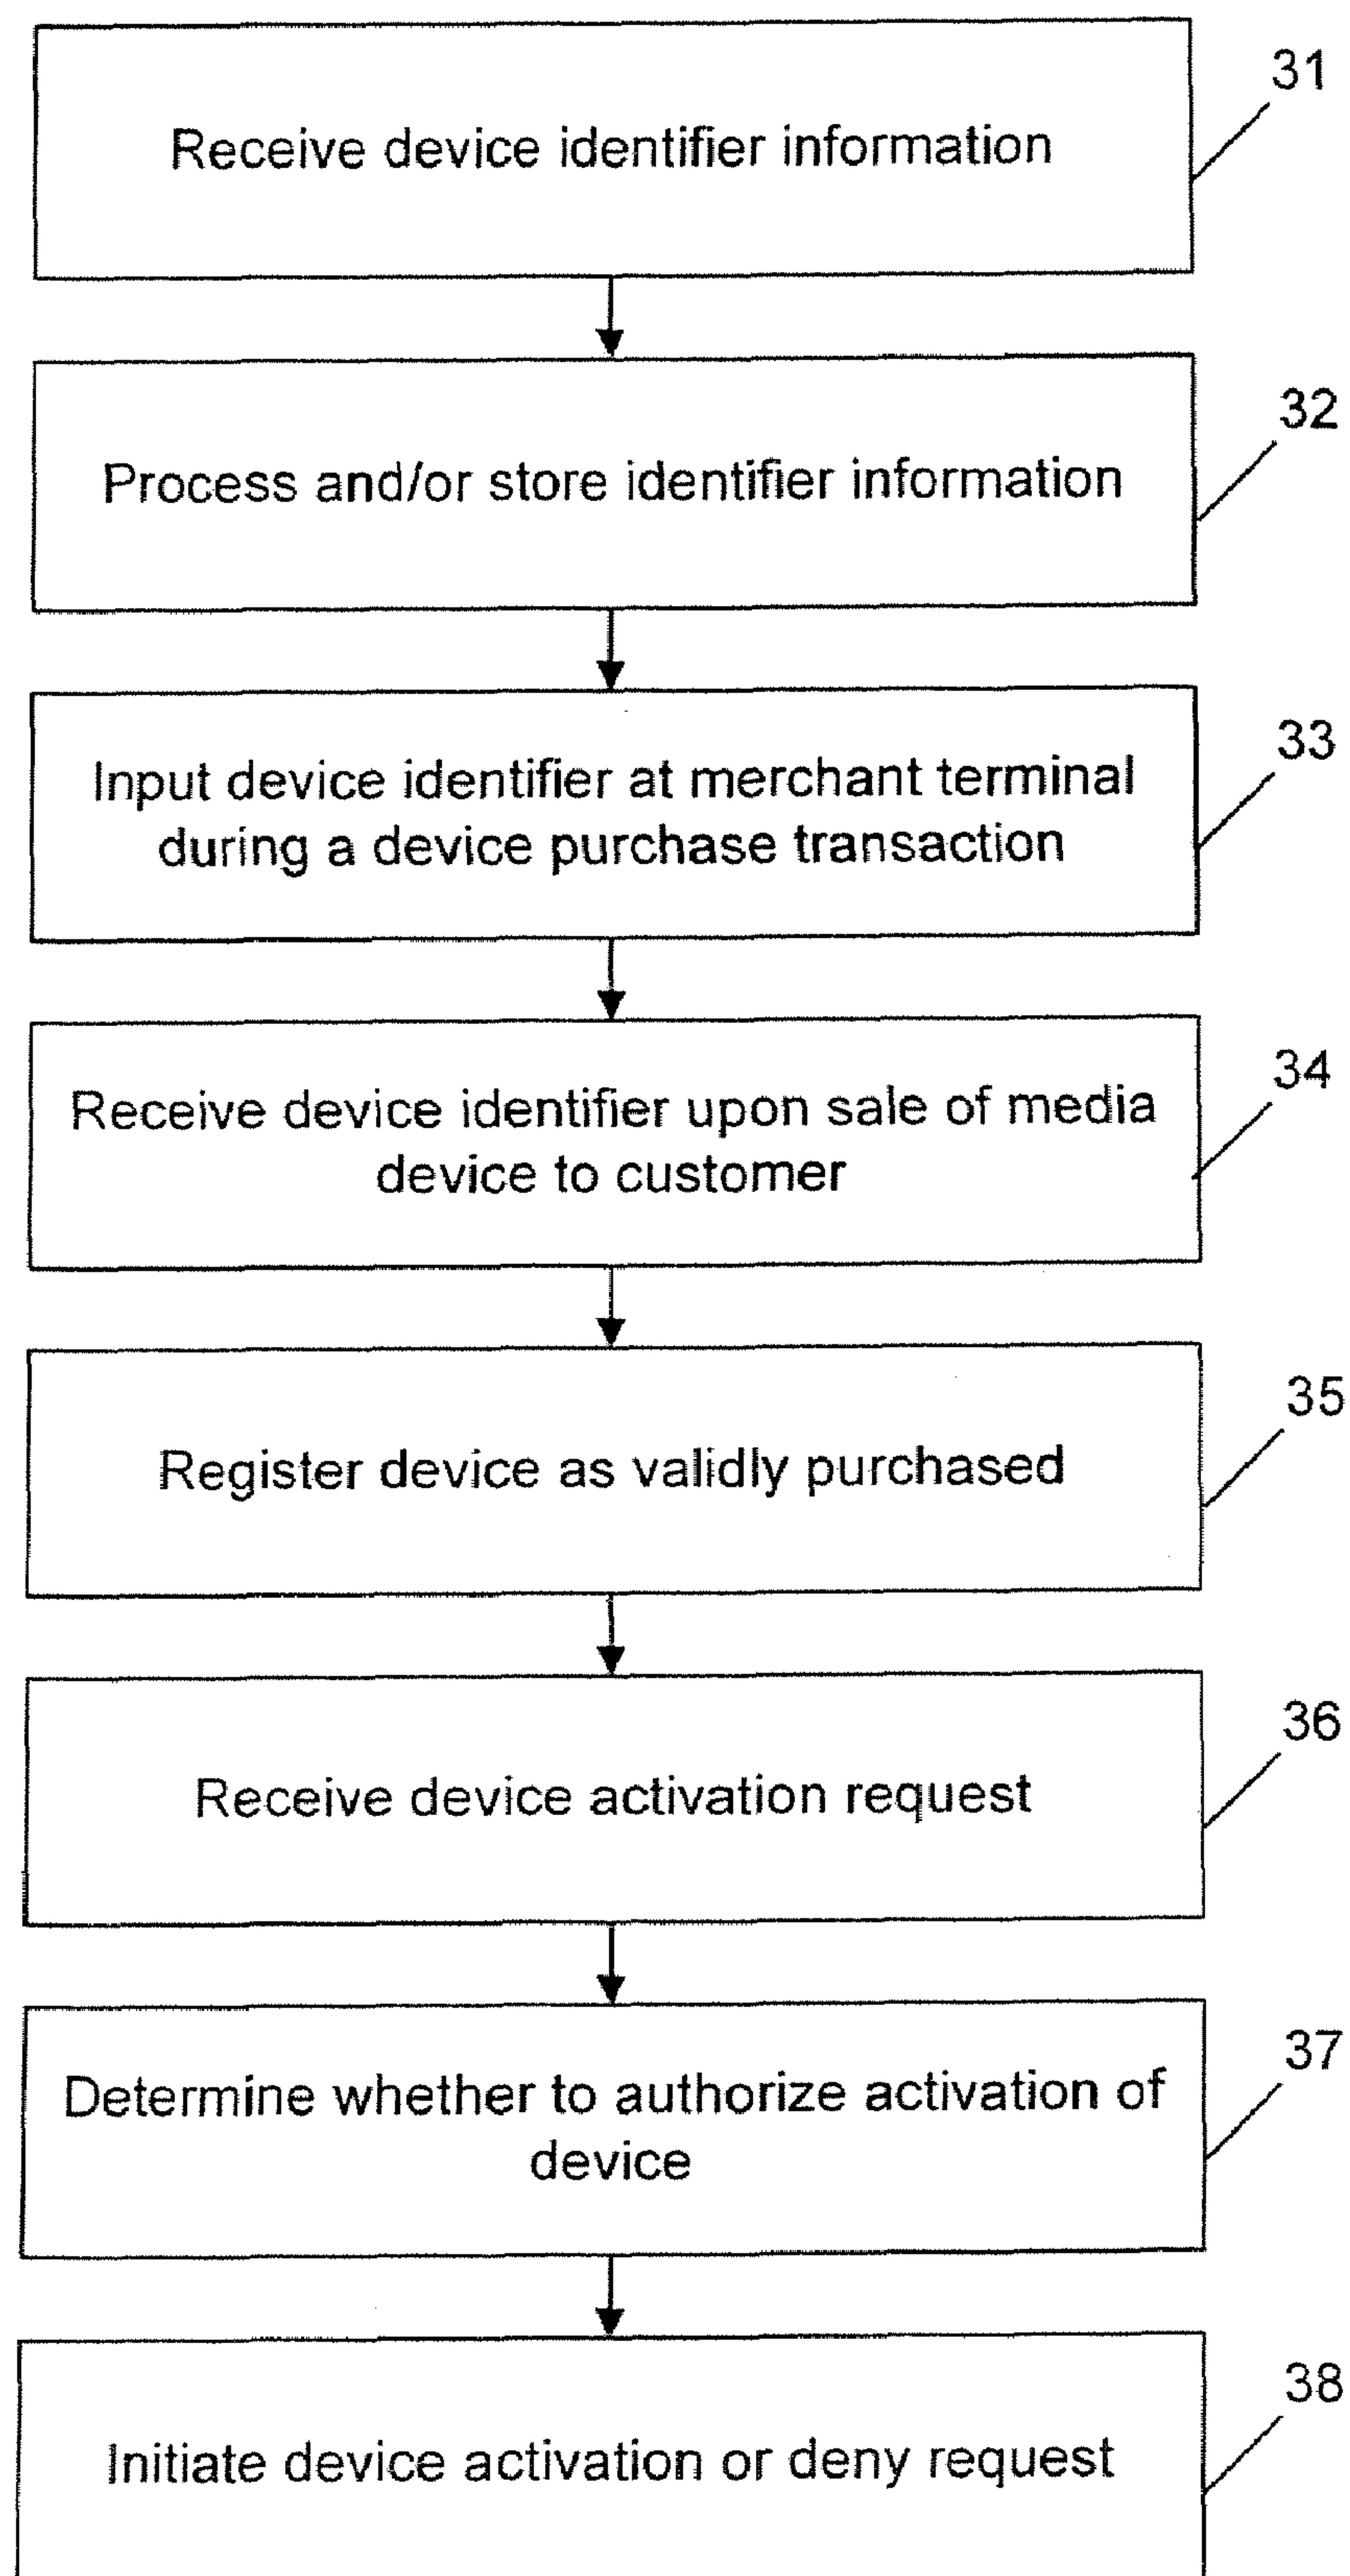 31
Receive device identifier information
32
Process and/or store identifier information
33
Input device identifier at merchant terminal
during a device purchase transaction
34
Receive device identifier upon sale of media
device to customer
35
Register device as validly purchased
36
Receive device activation request
37
Determine whether to authorize activation of
device
38
Initiate device activation or deny request